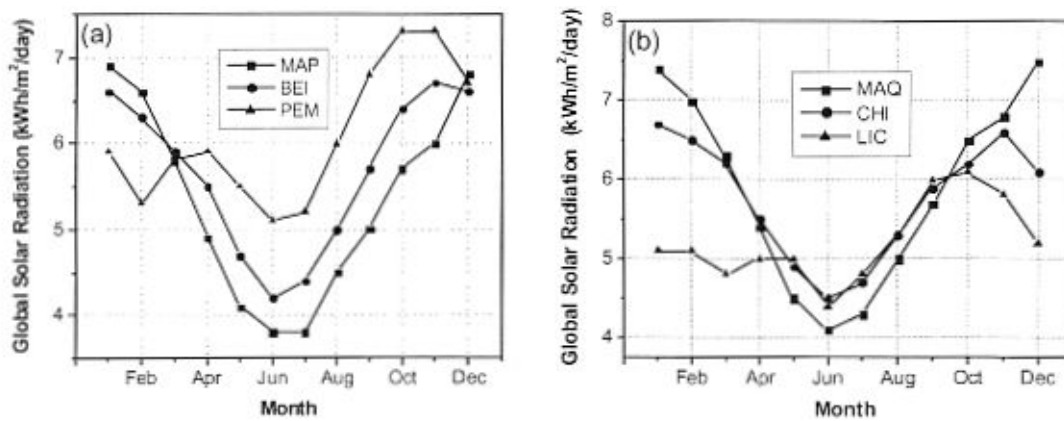 (a)
MAP
BEI
PEM
Global Solar Radiation (kWh/m²/day)
7
6
5
4
Feb Apr Jun Aug Oct Dec
Month
(b)
MAQ
CHI
LIC
Global Solar Radiation (kWh/m²/day)
8
7
6
5
4
Feb Apr Jun Aug Oct Dec
Month